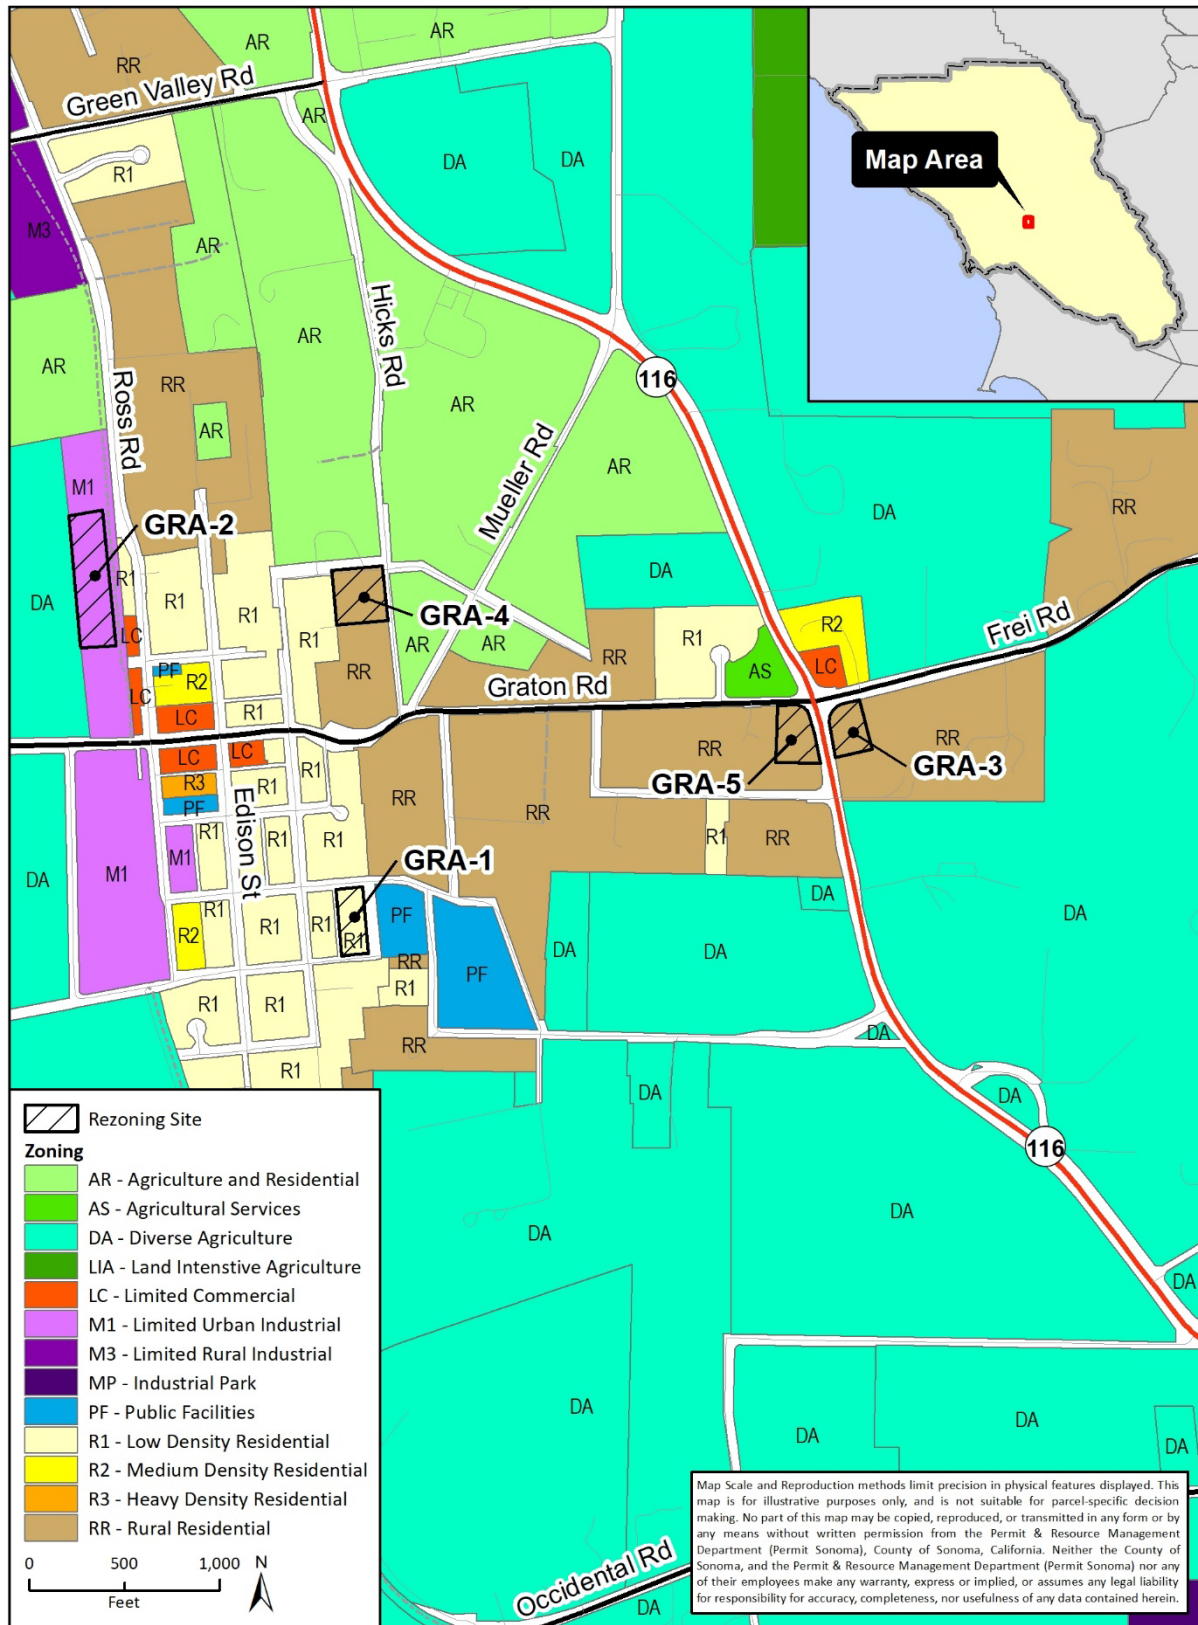 AR
AR
RR
Green Valley Rd
AR
DA
DA
Map Area
R1
M3
AR
Hicks Rd
AR
AR
RR
Ross Rd
AR
116
AR
Mueller Rd
AR
AR
M1
DA
RR
GRA-2
R1
DA
R1
R1
DA
GRA-4
R1
AR
AR
RR
R1
R2
Frei Rd
LC
PF
R2
RR
AS
LC
LC
LC
R1
Graton Rd
LC
LC
RR
RR
GRA-5
GRA-3
R3
R1
R1
PF
Edison St
RR
RR
R1
R1
R1
R1
RR
M1
M1
DA
GRA-1
DA
DA
R2
R1
R1
R1
R1
PF
DA
DA
PF
RR
R1
R1
R1
RR
DA
R1
DA
DA
116
DA
DA
DA
DA
DA
DA
DA
DA
Occidental Rd
DA
Rezoning Site
Zoning
AR - Agriculture and Residential
AS - Agricultural Services
DA - Diverse Agriculture
LIA - Land Intenstive Agriculture
LC - Limited Commercial
M1 - Limited Urban Industrial
M3 - Limited Rural Industrial
MP - Industrial Park
PF - Public Facilities
R1 - Low Density Residential
R2 - Medium Density Residential
R3 - Heavy Density Residential
RR - Rural Residential
0 500 1,000 N
Feet
Map Scale and Reproduction methods limit precision in physical features displayed. This
map is for illustrative purposes only, and is not suitable for parcel-specific decision
making. No part of this map may be copied, reproduced, or transmitted in any form or by
any means without written permission from the Permit & Resource Management
Department (Permit Sonoma), County of Sonoma, California. Neither the County of
Sonoma, and the Permit & Resource Management Department (Permit Sonoma) nor any
of their employees make any warranty, express or implied, or assumes any legal liability
for responsibility for accuracy, completeness, nor usefulness of any data contained herein.